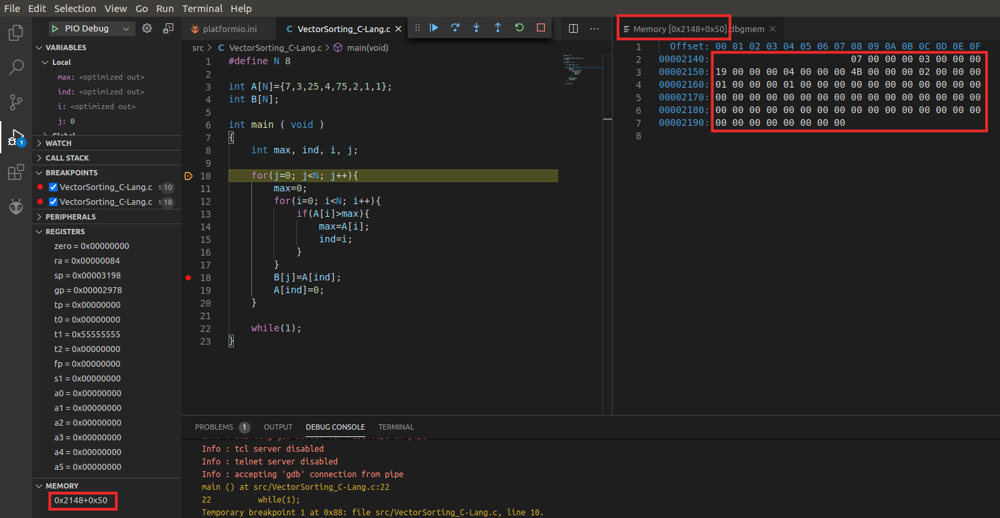 File Edit Selection View Go Run Terminal Help
PIO Debug
platformio.ini
C VectorSorting_C-Lang.c
Memory [0x2148+0x50].dbgmem
VARIABLES
Local
max: <optimized out>
ind: <optimized out>
i: <optimized out>
j: 0
WATCH
CALL STACK
BREAKPOINTS
VectorSorting_C-Lang.c s 10
VectorSorting_C-Lang.c s 18
PERIPHERALS
REGISTERS
zero = 0x00000000
ra = 0x00000084
sp = 0x00003198
gp = 0x00002978
tp = 0x00000000
t0 = 0x00000000
t1 = 0x55555555
t2 = 0x00000000
fp = 0x00000000
s1 = 0x00000000
a0 = 0x00000000
a1 = 0x00000000
a2 = 0x00000000
a3 = 0x00000000
a4 = 0x00000000
a5 = 0x00000000
MEMORY
0x2148+0x50
1
src > C VectorSorting_C-Lang.c > main(void)
1 #define N 8
2
3 int A[N]={7,3,25,4,75,2,1,1};
4 int B[N];
5
6 int main ( void )
7 {
8 int max, ind, i, j;
9
10 for(j=0; j<N; j++){
11 max=0;
12 for(i=0; i<N; i++){
13 if(A[i]>max){
14 max=A[i];
15 ind=i;
16 }
17 }
18 B[j]=A[ind];
19 A[ind]=0;
20 }
21
22 while(1);
23 }
1 Offset: 00 01 02 03 04 05 06 07 08 09 0A 0B 0C 0D 0E 0F
2 00002140: 07 00 00 00 03 00 00 00
3 00002150: 19 00 00 00 04 00 00 00 4B 00 00 00 02 00 00 00
4 00002160: 01 00 00 00 01 00 00 00 00 00 00 00 00 00 00 00
5 00002170: 00 00 00 00 00 00 00 00 00 00 00 00 00 00 00 00
6 00002180: 00 00 00 00 00 00 00 00 00 00 00 00 00 00 00 00
7 00002190: 00 00 00 00 00 00 00 00
8
PROBLEMS 1 OUTPUT DEBUG CONSOLE TERMINAL
Info : tcl server disabled
Info : telnet server disabled
Info : accepting 'gdb' connection from pipe
main () at src/VectorSorting_C-Lang.c:22
22 while(1);
Temporary breakpoint 1 at 0x88: file src/VectorSorting_C-Lang.c, line 10.